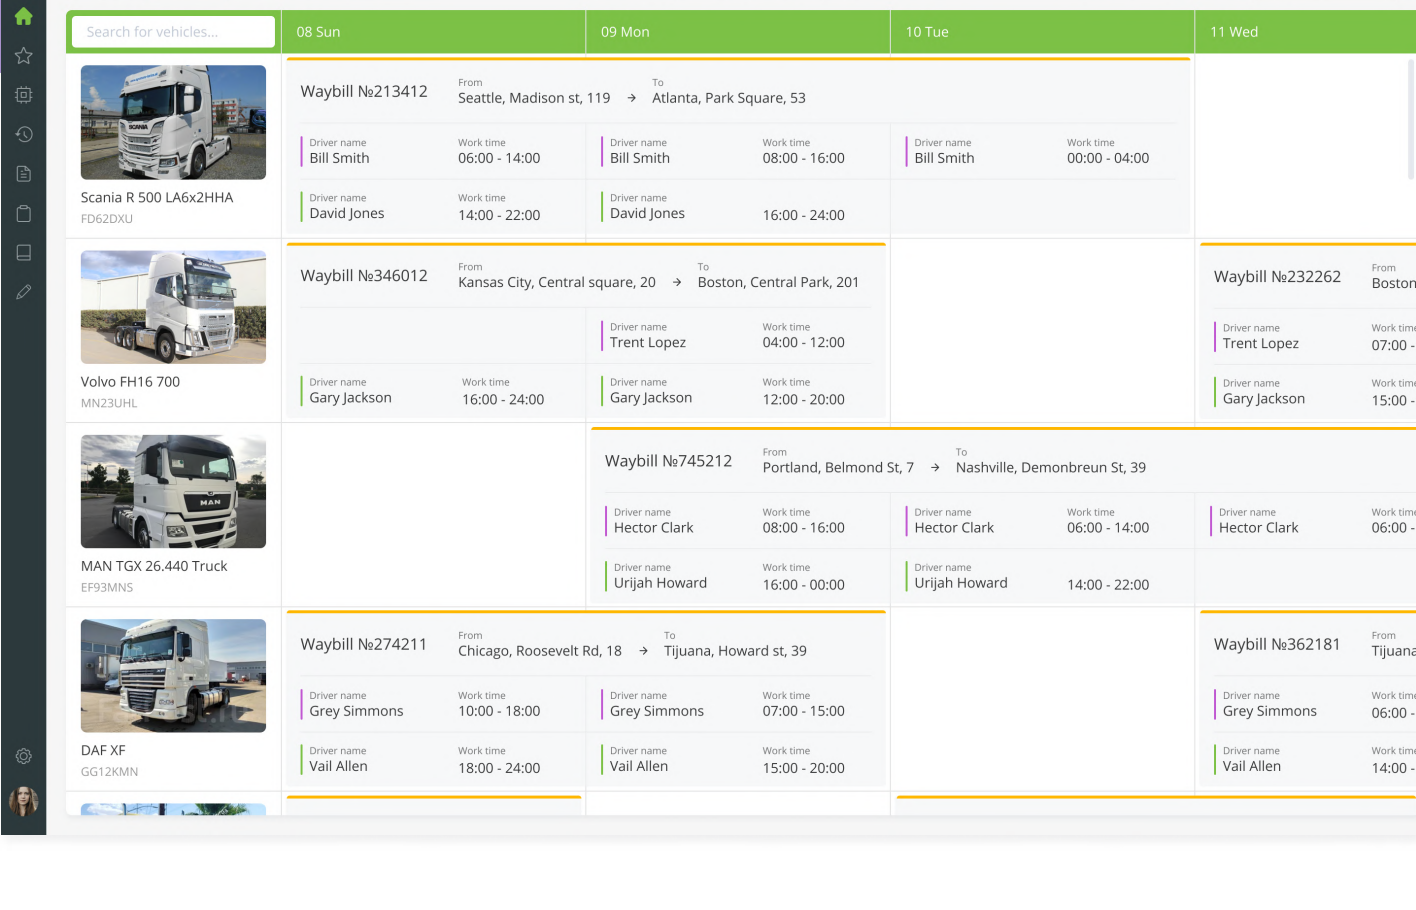 Search for vehicles...
08 Sun
09 Mon
10 Tue
11 Wed
SCANIA
Scania R 500 LA6x2HHA
FD62DXU
Waybill №213412
From
Seattle, Madison st, 119 →
To
Atlanta, Park Square, 53
Driver name
Bill Smith
Work time
06:00 - 14:00
Driver name
Bill Smith
Work time
08:00 - 16:00
Driver name
Bill Smith
Work time
00:00 - 04:00
Driver name
David Jones
Work time
14:00 - 22:00
Driver name
David Jones
16:00 - 24:00
Volvo FH16 700
MN23UHL
Waybill №346012
From
Kansas City, Central square, 20 →
To
Boston, Central Park, 201
Driver name
Trent Lopez
Work time
04:00 - 12:00
Driver name
Gary Jackson
Work time
16:00 - 24:00
Driver name
Gary Jackson
Work time
12:00 - 20:00
Waybill №232262
From
Boston
Driver name
Trent Lopez
Work time
07:00 -
Driver name
Gary Jackson
Work time
15:00 -
MAN
MAN TGX 26.440 Truck
EF93MNS
Waybill №745212
From
Portland, Belmond St, 7 →
To
Nashville, Demonbreun St, 39
Driver name
Hector Clark
Work time
08:00 - 16:00
Driver name
Hector Clark
Work time
06:00 - 14:00
Driver name
Hector Clark
Work time
06:00 -
Driver name
Urijah Howard
Work time
16:00 - 00:00
Driver name
Urijah Howard
14:00 - 22:00
DAF XF
GG12KMN
Waybill №274211
From
Chicago, Roosevelt Rd, 18 →
To
Tijuana, Howard st, 39
Driver name
Grey Simmons
Work time
10:00 - 18:00
Driver name
Grey Simmons
Work time
07:00 - 15:00
Driver name
Vail Allen
Work time
18:00 - 24:00
Driver name
Vail Allen
Work time
15:00 - 20:00
Waybill №362181
From
Tijuana
Driver name
Grey Simmons
Work time
06:00 -
Driver name
Vail Allen
Work time
14:00 -